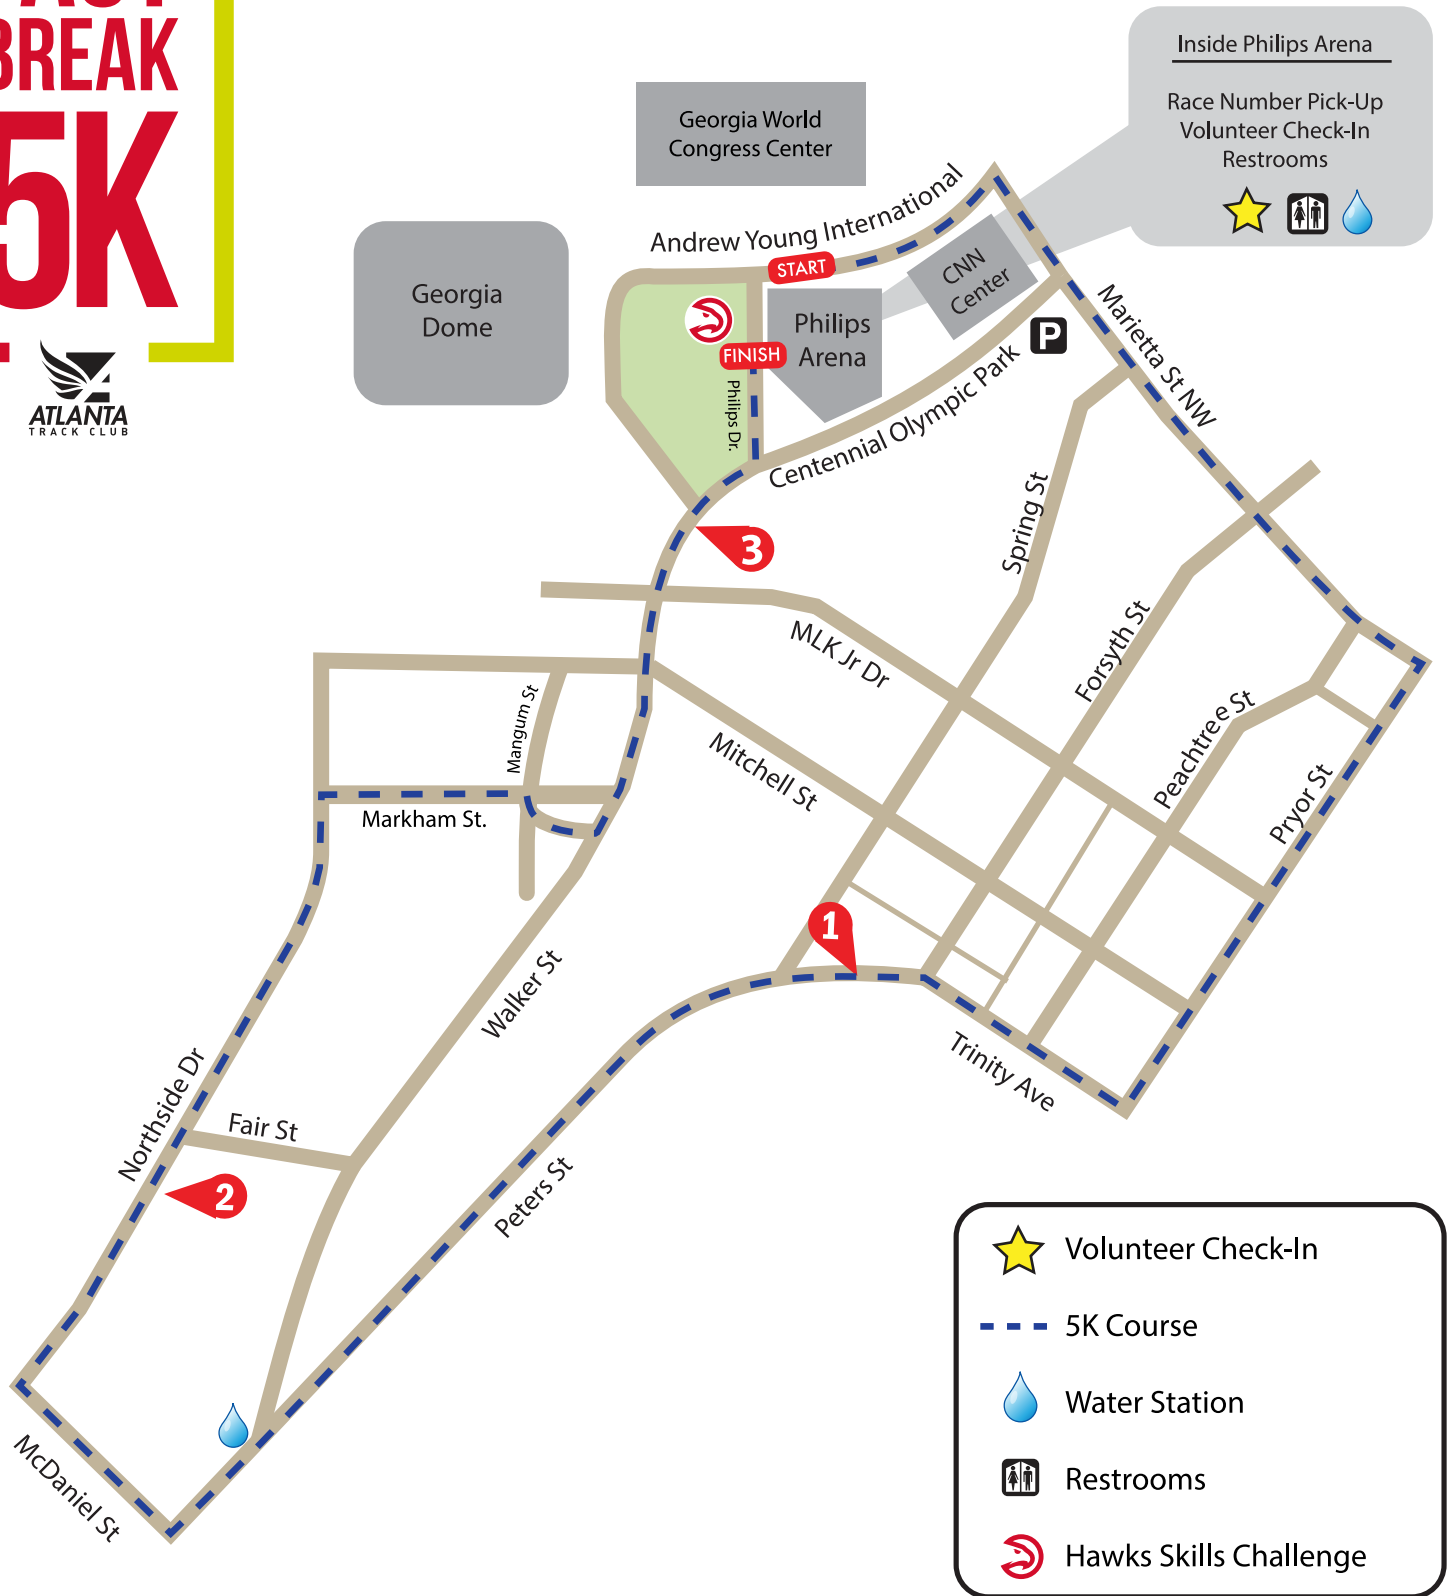 BREAK
5K
ATLANTA
TRACK CLUB
Inside Philips Arena
Race Number Pick-Up
Volunteer Check-In
Restrooms
Georgia World
Congress Center
Andrew Young International
START
CNN
Center
Georgia
Dome
Philips
Arena
FINISH
Philips Dr.
P
Marietta St NW
Centennial Olympic Park
Spring St
3
MLK Jr Dr
Forsyth St
Mangum St
Mitchell St
Peachtree St
Pryor St
Markham St.
1
Walker St
Trinity Ave
Northside Dr
Fair St
2
Peters St
McDaniel St
Volunteer Check-In
5K Course
Water Station
Restrooms
Hawks Skills Challenge